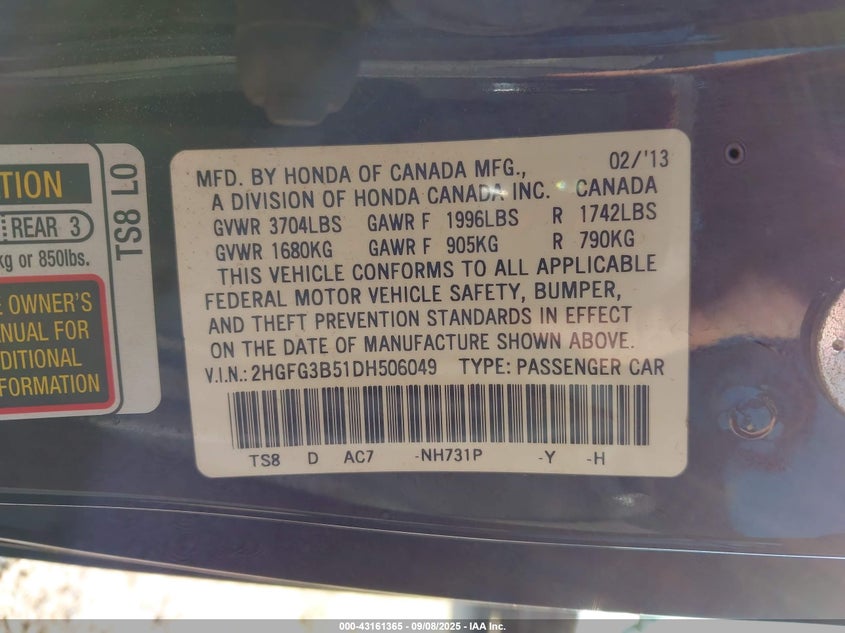 TION
REAR 3
kg or 850lbs.
E OWNER'S
ANUAL FOR
DITIONAL
FORMATION
TS8 L0
MFD. BY HONDA OF CANADA MFG., 02/'13
A DIVISION OF HONDA CANADA INC. CANADA
GVWR 3704LBS GAWR F 1996LBS R 1742LBS
GVWR 1680KG GAWR F 905KG R 790KG
THIS VEHICLE CONFORMS TO ALL APPLICABLE
FEDERAL MOTOR VEHICLE SAFETY, BUMPER,
AND THEFT PREVENTION STANDARDS IN EFFECT
ON THE DATE OF MANUFACTURE SHOWN ABOVE.
V.I.N.: 2HGFG3B51DH506049 TYPE: PASSENGER CAR
TS8 D AC7 -NH731P -Y -H
000-43161365 - 09/08/2025 - IAA Inc.